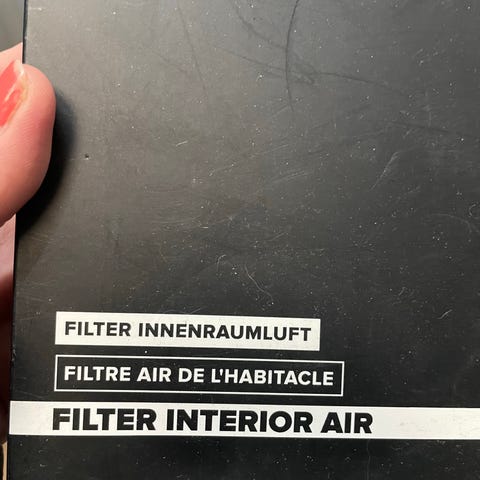 FILTER INNENRAUMLUFT
FILTRE AIR DE L'HABITACLE
FILTER INTERIOR AIR